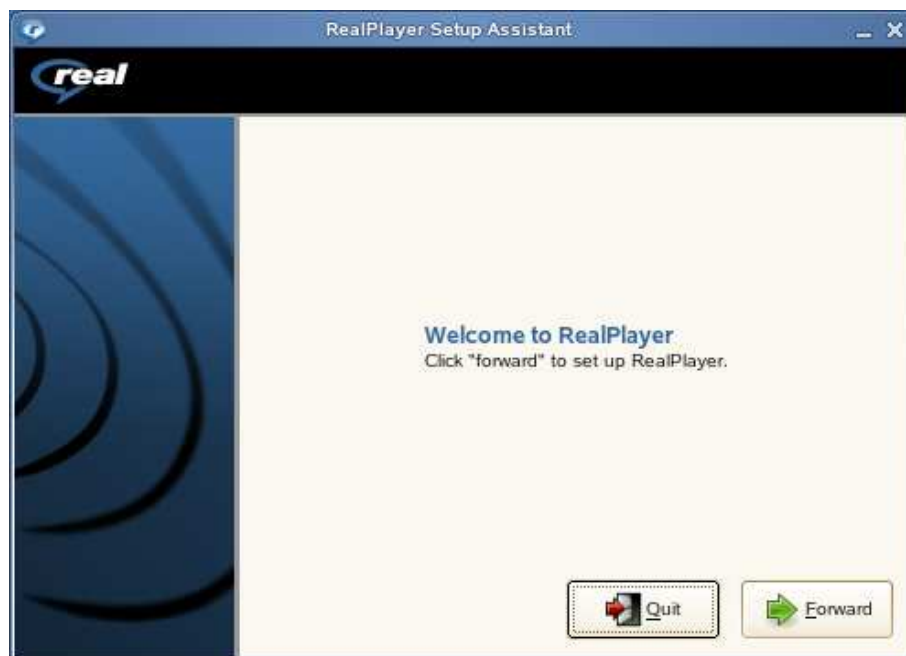 RealPlayer Setup Assistant
real
Welcome to RealPlayer
Click "forward" to set up RealPlayer.
Quit
Forward